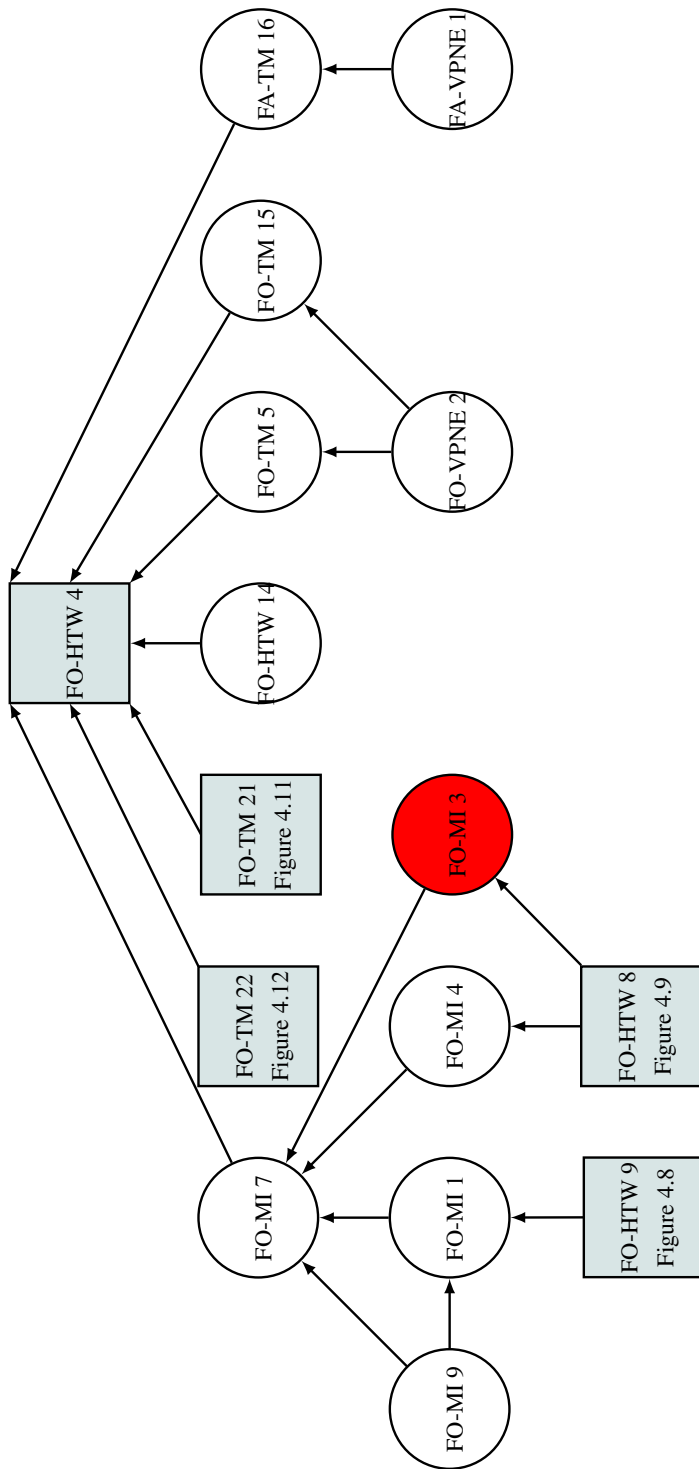 FO-HTW 4
FO-MI 7
FO-TM 22
Figure 4.12
FO-TM 21
Figure 4.11
FO-HTW 14
FO-TM 5
FO-TM 15
FA-TM 16
FO-MI 9
FO-MI 1
FO-MI 4
FO-MI 3
FO-VPNE 2
FA-VPNE 1
FO-HTW 9
Figure 4.8
FO-HTW 8
Figure 4.9